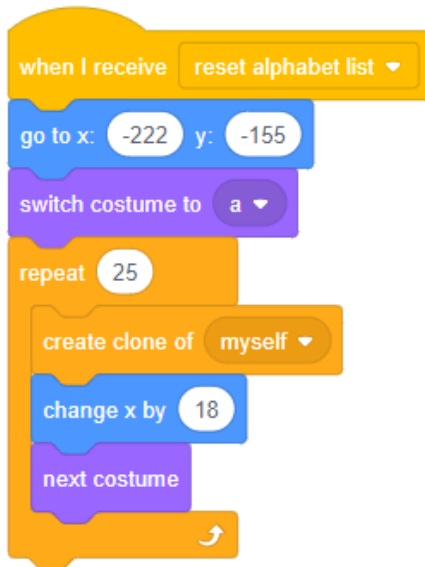 when I receive reset alphabet list
go to x: -222 y: -155
switch costume to a
repeat 25
create clone of myself
change x by 18
next costume